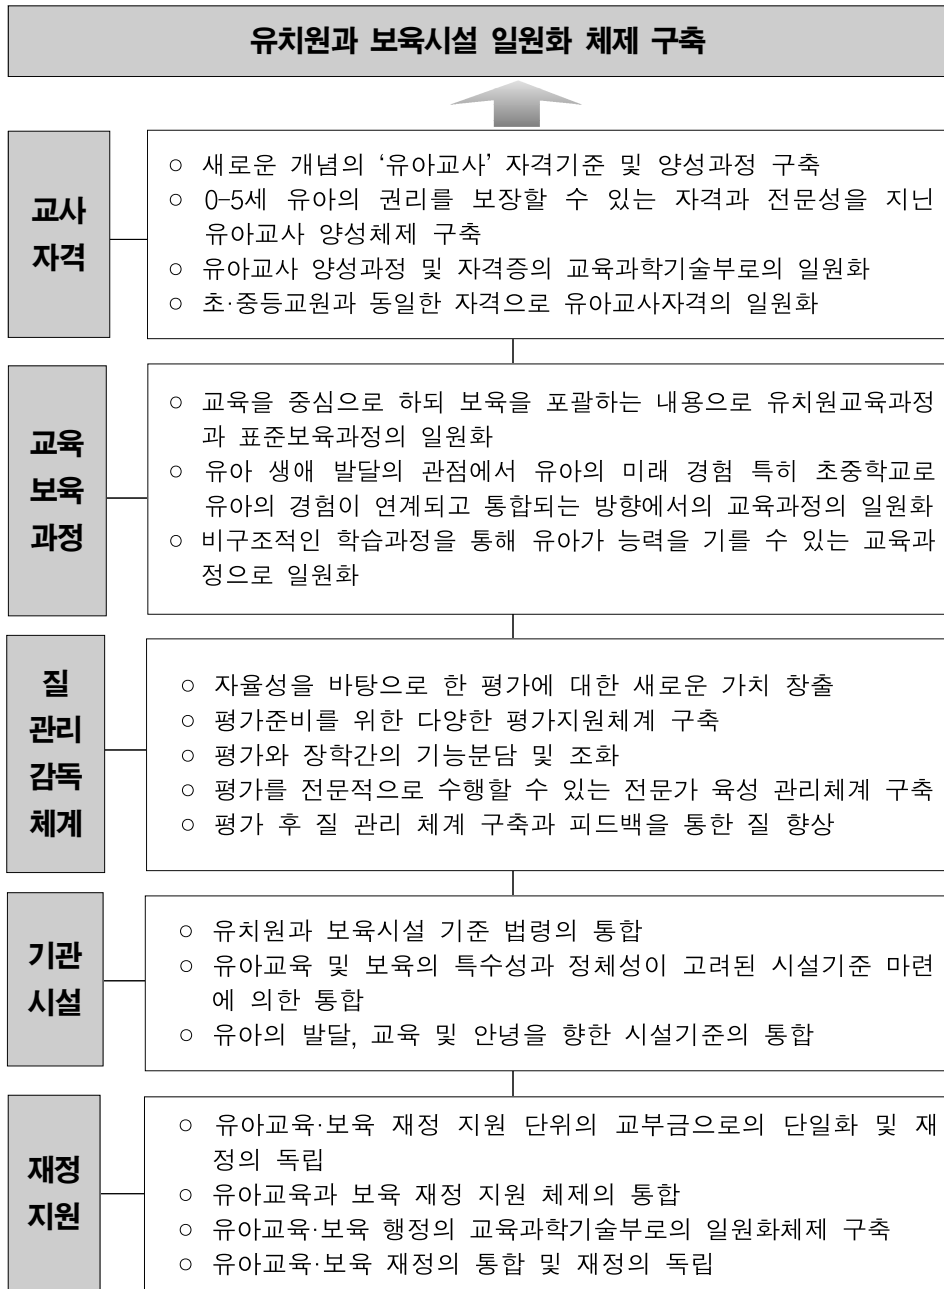 유치원과 보육시설 일원화 체제 구축
교사
자격
○ 새로운 개념의 ‘유아교사’ 자격기준 및 양성과정 구축
○ 0-5세 유아의 권리를 보장할 수 있는 자격과 전문성을 지닌
유아교사 양성체제 구축
○ 유아교사 양성과정 및 자격증의 교육과학기술부로의 일원화
○ 초·중등교원과 동일한 자격으로 유아교사자격의 일원화
교육
보육
과정
○ 교육을 중심으로 하되 보육을 포괄하는 내용으로 유치원교육과정
과 표준보육과정의 일원화
○ 유아 생애 발달의 관점에서 유아의 미래 경험 특히 초중학교로
유아의 경험이 연계되고 통합되는 방향에서의 교육과정의 일원화
○ 비구조적인 학습과정을 통해 유아가 능력을 기를 수 있는 교육과
정으로 일원화
질
관리
감독
체계
○ 자율성을 바탕으로 한 평가에 대한 새로운 가치 창출
○ 평가준비를 위한 다양한 평가지원체계 구축
○ 평가와 장학간의 기능분담 및 조화
○ 평가를 전문적으로 수행할 수 있는 전문가 육성 관리체계 구축
○ 평가 후 질 관리 체계 구축과 피드백을 통한 질 향상
기관
시설
○ 유치원과 보육시설 기준 법령의 통합
○ 유아교육 및 보육의 특수성과 정체성이 고려된 시설기준 마련
에 의한 통합
○ 유아의 발달, 교육 및 안녕을 향한 시설기준의 통합
재정
지원
○ 유아교육·보육 재정 지원 단위의 교부금으로의 단일화 및 재
정의 독립
○ 유아교육과 보육 재정 지원 체제의 통합
○ 유아교육·보육 행정의 교육과학기술부로의 일원화체제 구축
○ 유아교육·보육 재정의 통합 및 재정의 독립